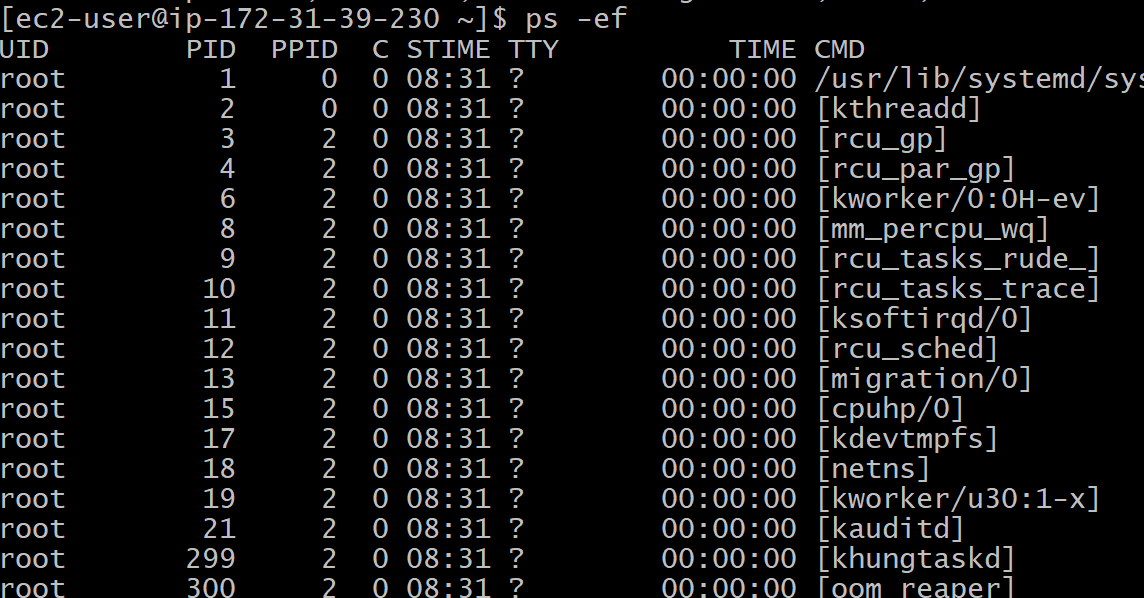 [ec2-user@ip-172-31-39-230 ~]$ ps -ef
UID        PID  PPID  C STIME TTY          TIME CMD
root         1     0  0 08:31 ?        00:00:00 /usr/lib/systemd/sys
root         2     0  0 08:31 ?        00:00:00 [kthreadd]
root         3     2  0 08:31 ?        00:00:00 [rcu_gp]
root         4     2  0 08:31 ?        00:00:00 [rcu_par_gp]
root         6     2  0 08:31 ?        00:00:00 [kworker/0:0H-ev]
root         8     2  0 08:31 ?        00:00:00 [mm_percpu_wq]
root         9     2  0 08:31 ?        00:00:00 [rcu_tasks_rude_]
root        10     2  0 08:31 ?        00:00:00 [rcu_tasks_trace]
root        11     2  0 08:31 ?        00:00:00 [ksoftirqd/0]
root        12     2  0 08:31 ?        00:00:00 [rcu_sched]
root        13     2  0 08:31 ?        00:00:00 [migration/0]
root        15     2  0 08:31 ?        00:00:00 [cpuhp/0]
root        17     2  0 08:31 ?        00:00:00 [kdevtmpfs]
root        18     2  0 08:31 ?        00:00:00 [netns]
root        19     2  0 08:31 ?        00:00:00 [kworker/u30:1-x]
root        21     2  0 08:31 ?        00:00:00 [kauditd]
root       299     2  0 08:31 ?        00:00:00 [khungtaskd]
root       300     2  0 08:31 ?        00:00:00 [oom_reaper]